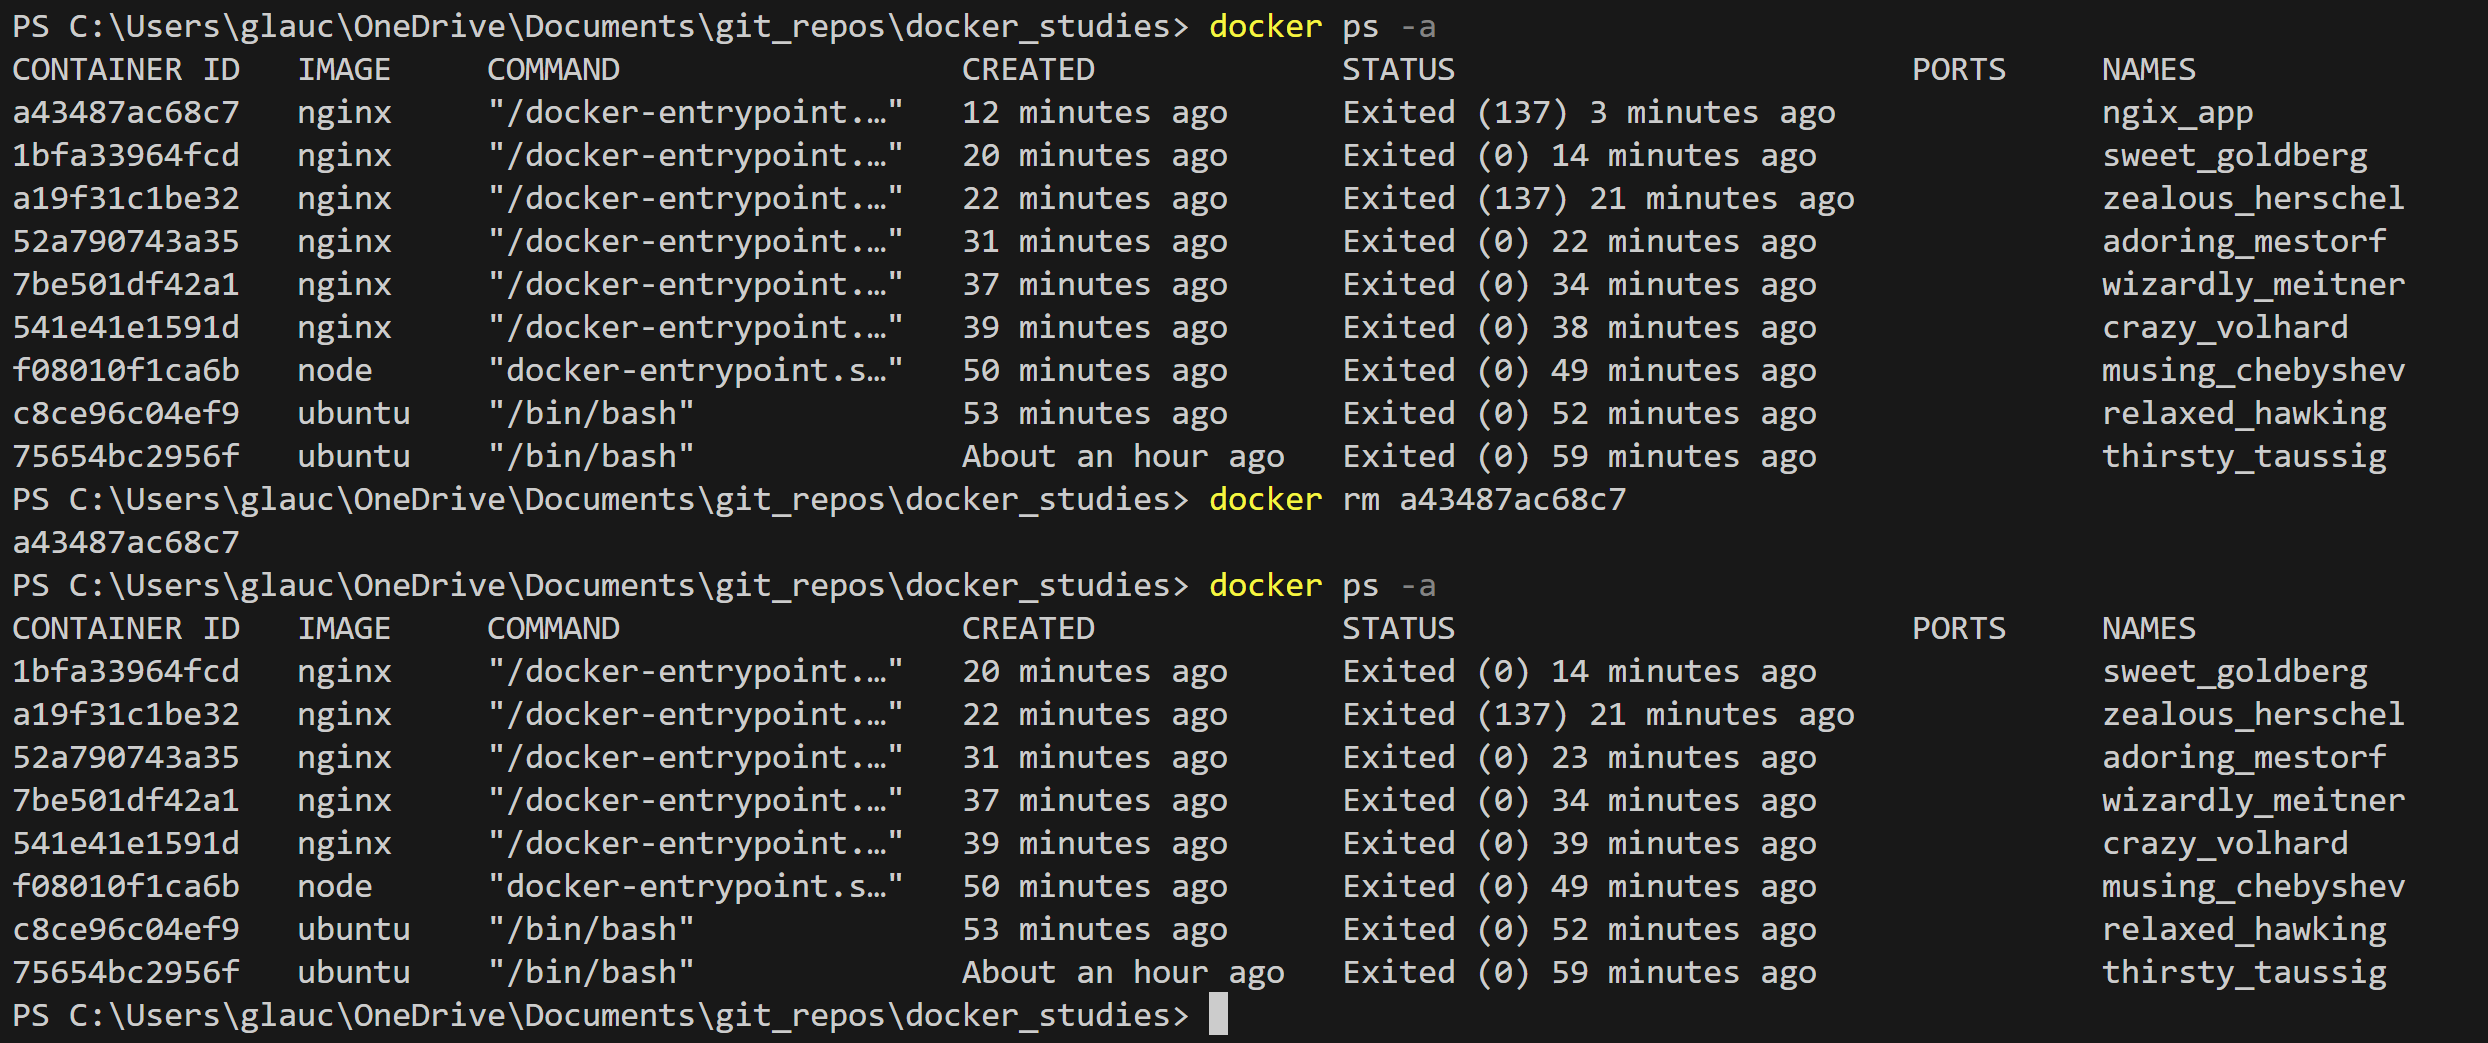 PS C:\Users\glauc\OneDrive\Documents\git_repos\docker_studies> docker ps -a
CONTAINER ID   IMAGE     COMMAND                  CREATED             STATUS                        PORTS     NAMES
a43487ac68c7   nginx     "/docker-entrypoint.…"   12 minutes ago      Exited (137) 3 minutes ago              ngix_app
1bfa33964fcd   nginx     "/docker-entrypoint.…"   20 minutes ago      Exited (0) 14 minutes ago               sweet_goldberg
a19f31c1be32   nginx     "/docker-entrypoint.…"   22 minutes ago      Exited (137) 21 minutes ago             zealous_herschel
52a790743a35   nginx     "/docker-entrypoint.…"   31 minutes ago      Exited (0) 22 minutes ago               adoring_mestorf
7be501df42a1   nginx     "/docker-entrypoint.…"   37 minutes ago      Exited (0) 34 minutes ago               wizardly_meitner
541e41e1591d   nginx     "/docker-entrypoint.…"   39 minutes ago      Exited (0) 38 minutes ago               crazy_volhard
f08010f1ca6b   node      "docker-entrypoint.s…"   50 minutes ago      Exited (0) 49 minutes ago               musing_chebyshev
c8ce96c04ef9   ubuntu    "/bin/bash"              53 minutes ago      Exited (0) 52 minutes ago               relaxed_hawking
75654bc2956f   ubuntu    "/bin/bash"              About an hour ago   Exited (0) 59 minutes ago               thirsty_taussig
PS C:\Users\glauc\OneDrive\Documents\git_repos\docker_studies> docker rm a43487ac68c7
a43487ac68c7
PS C:\Users\glauc\OneDrive\Documents\git_repos\docker_studies> docker ps -a
CONTAINER ID   IMAGE     COMMAND                  CREATED             STATUS                        PORTS     NAMES
1bfa33964fcd   nginx     "/docker-entrypoint.…"   20 minutes ago      Exited (0) 14 minutes ago               sweet_goldberg
a19f31c1be32   nginx     "/docker-entrypoint.…"   22 minutes ago      Exited (137) 21 minutes ago             zealous_herschel
52a790743a35   nginx     "/docker-entrypoint.…"   31 minutes ago      Exited (0) 23 minutes ago               adoring_mestorf
7be501df42a1   nginx     "/docker-entrypoint.…"   37 minutes ago      Exited (0) 34 minutes ago               wizardly_meitner
541e41e1591d   nginx     "/docker-entrypoint.…"   39 minutes ago      Exited (0) 39 minutes ago               crazy_volhard
f08010f1ca6b   node      "docker-entrypoint.s…"   50 minutes ago      Exited (0) 49 minutes ago               musing_chebyshev
c8ce96c04ef9   ubuntu    "/bin/bash"              53 minutes ago      Exited (0) 52 minutes ago               relaxed_hawking
75654bc2956f   ubuntu    "/bin/bash"              About an hour ago   Exited (0) 59 minutes ago               thirsty_taussig
PS C:\Users\glauc\OneDrive\Documents\git_repos\docker_studies>